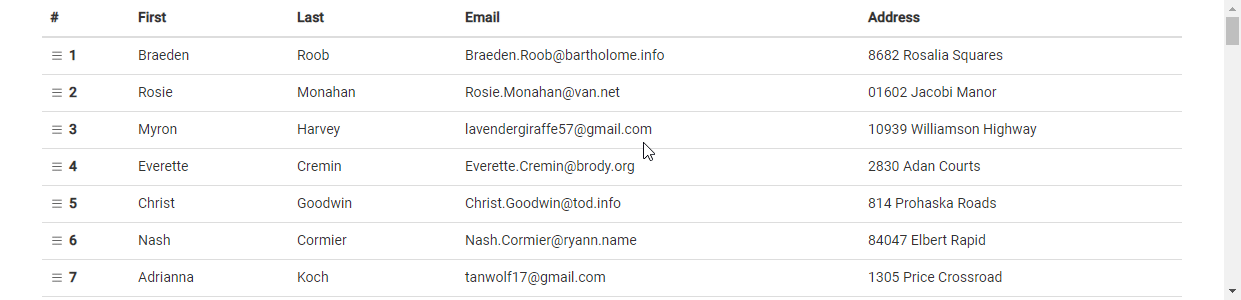 # First Last Email Address
1 Braeden Roob Braeden.Roob@bartholome.info 8682 Rosalia Squares
2 Rosie Monahan Rosie.Monahan@van.net 01602 Jacobi Manor
3 Myron Harvey lavendergiraffe57@gmail.com 10939 Williamson Highway
4 Everette Cremin Everette.Cremin@brody.org 2830 Adan Courts
5 Christ Goodwin Christ.Goodwin@tod.info 814 Prohaska Roads
6 Nash Cormier Nash.Cormier@ryann.name 84047 Elbert Rapid
7 Adrianna Koch tanwolf17@gmail.com 1305 Price Crossroad